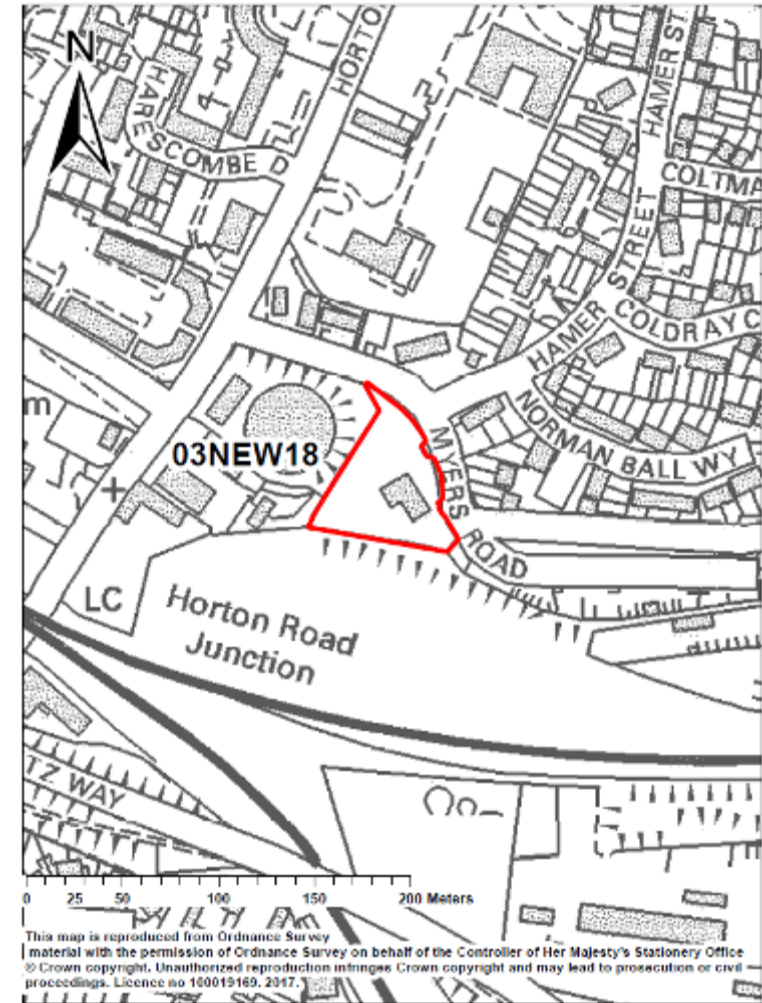 N
HORTO
HAMER ST
HARESCOMBE D
COLTMA
HAMER STREET
COLDRAY C
m
03NEW18
MYERS ROAD
NORMAN BALL WY
LC
Horton Road
Junction
TZ WAY
0 25 50 100 150 200 Meters
This map is reproduced from Ordnance Survey
material with the permission of Ordnance Survey on behalf of the Controller of Her Majesty's Stationery Office
© Crown copyright. Unauthorized reproduction infringes Crown copyright and may lead to prosecution or civil
proceedings. Licence no 100019169. 2017.